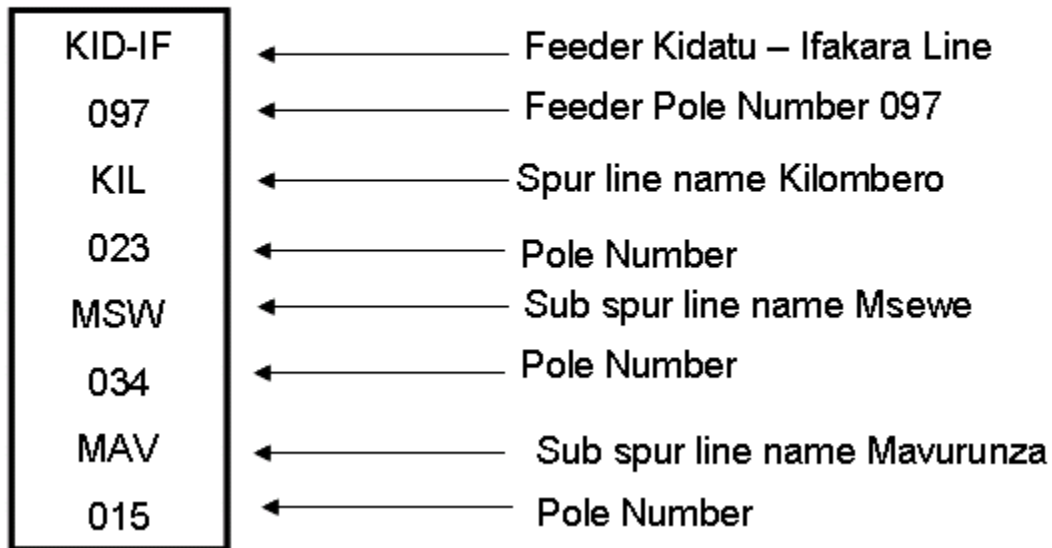 KID-IF Feeder Kidatu – Ifakara Line
097 Feeder Pole Number 097
KIL Spur line name Kilombero
023 Pole Number
MSW Sub spur line name Msewe
034 Pole Number
MAV Sub spur line name Mavurunza
015 Pole Number